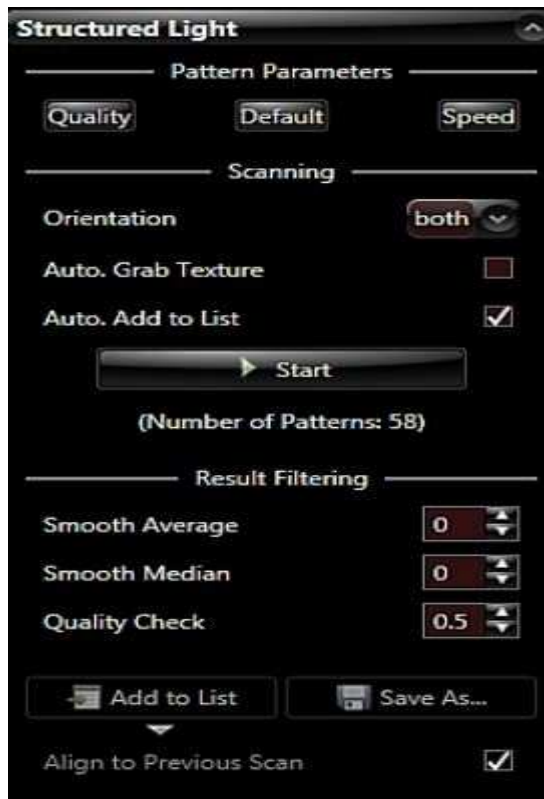 Structured Light
Pattern Parameters
Quality Default Speed
Scanning
Orientation both
Auto. Grab Texture
Auto. Add to List
Start
(Number of Patterns: 58)
Result Filtering
Smooth Average 0
Smooth Median 0
Quality Check 0.5
Add to List Save As...
Align to Previous Scan